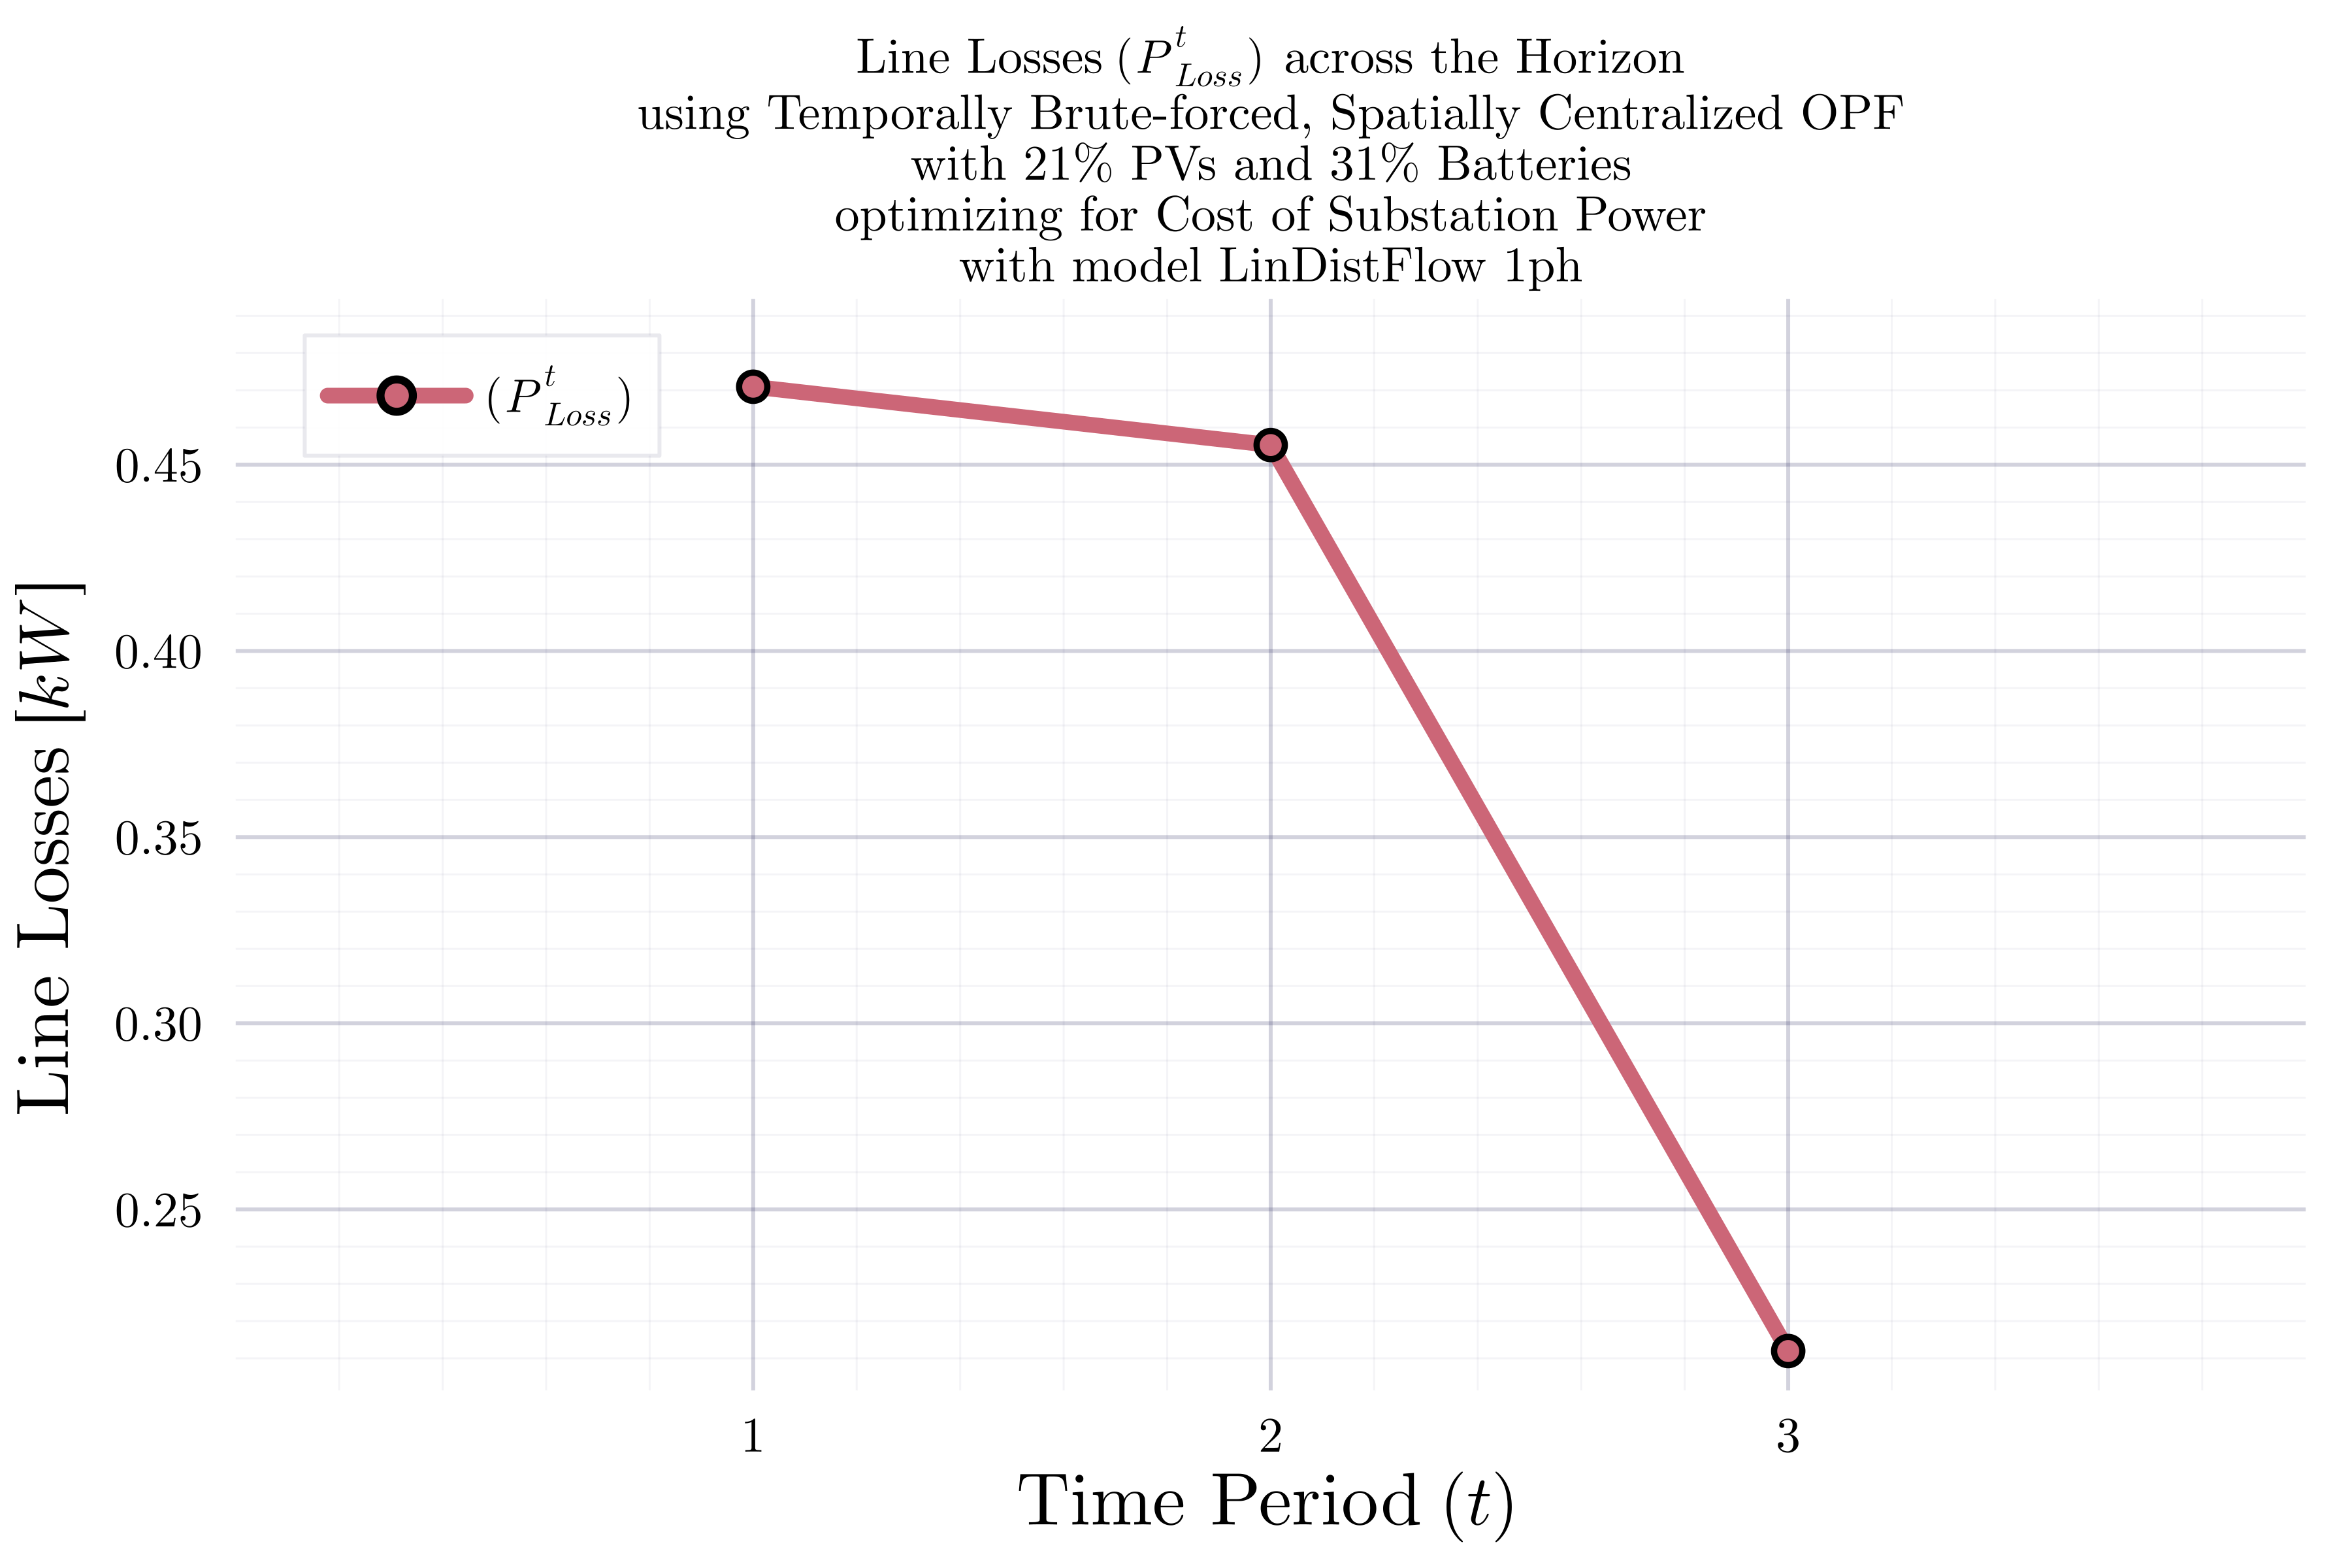 Line Losses (P^t_Loss) across the Horizon
using Temporally Brute-forced, Spatially Centralized OPF
with 21% PVs and 31% Batteries
optimizing for Cost of Substation Power
with model LinDistFlow 1ph
(P^t_Loss)
0.45
0.40
0.35
0.30
0.25
Line Losses [kW]
1 2 3
Time Period (t)